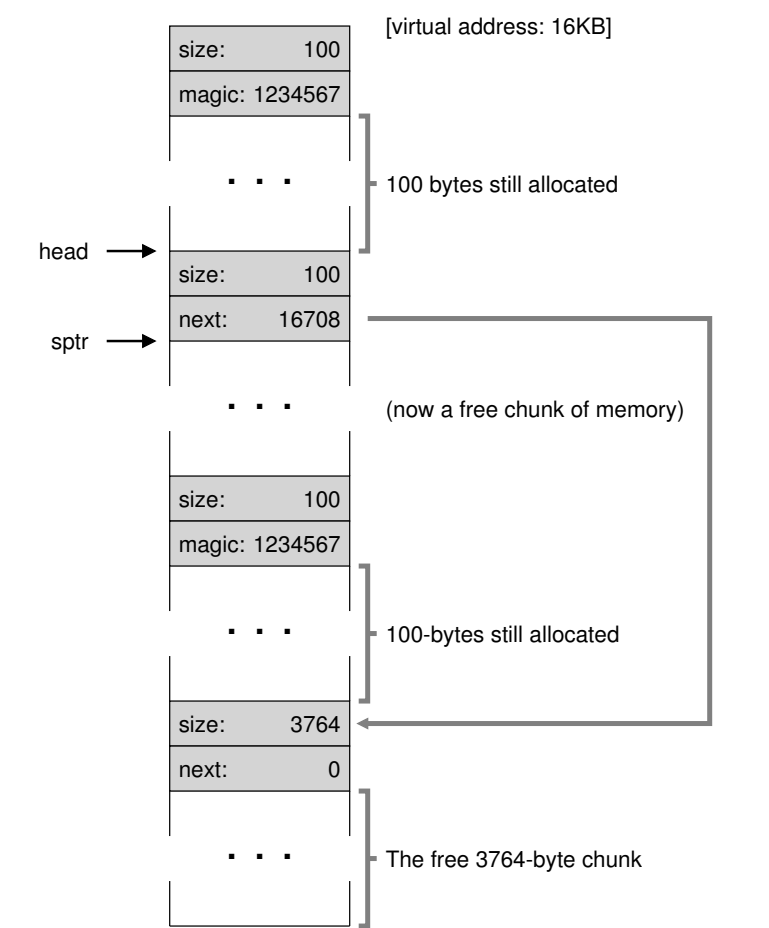 [virtual address: 16KB]
size: 100
magic: 1234567
. . .
100 bytes still allocated
head
size: 100
next: 16708
sptr
. . .
(now a free chunk of memory)
size: 100
magic: 1234567
. . .
100-bytes still allocated
size: 3764
next: 0
. . .
The free 3764-byte chunk